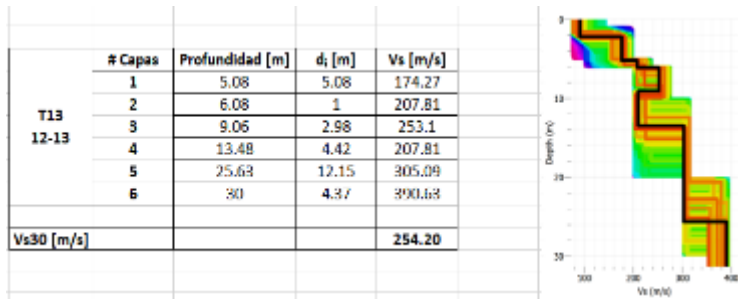 # Capas Profundidad [m] di [m] Vs [m/s]
T13
12-13
1 5.08 5.08 174.27
2 6.08 1 207.81
3 9.06 2.98 253.1
4 13.48 4.42 207.81
5 25.63 12.15 305.09
6 30 4.37 390.63
Vs30 [m/s] 254.20
0
10
20
30
Depth (m)
100 200 300 400
Vs (m/s)